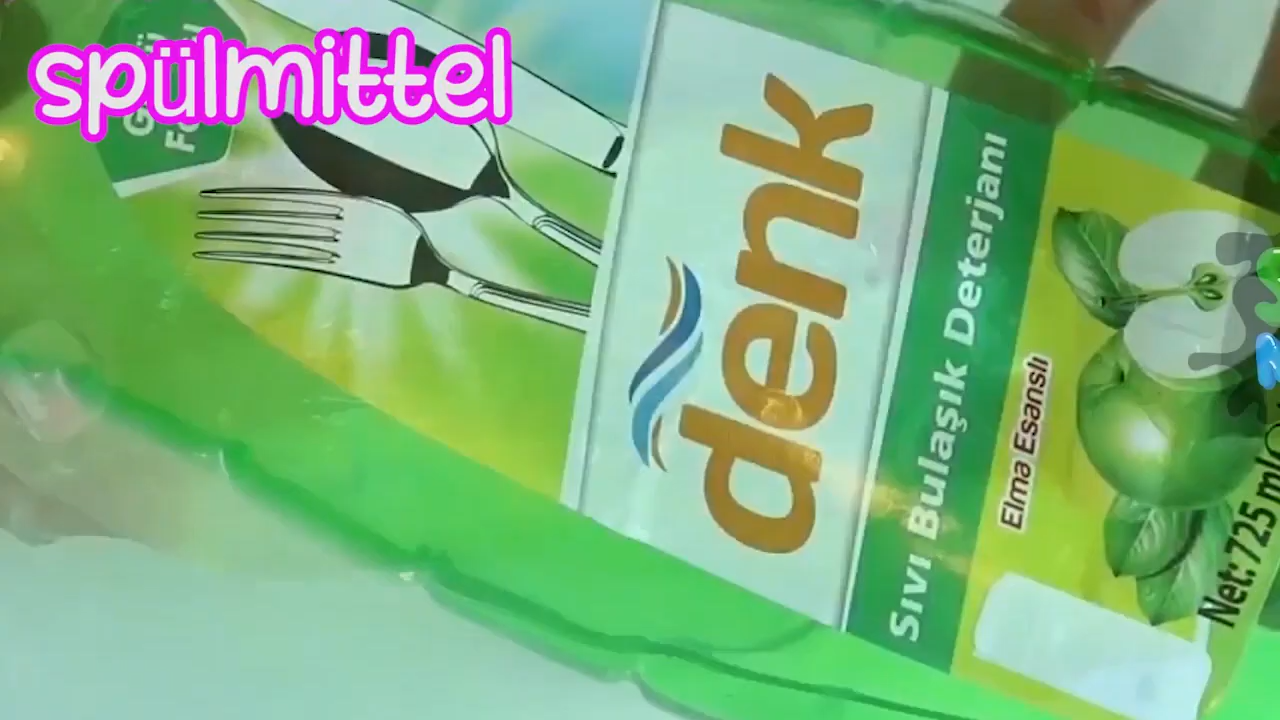 spülmittel
denk
Sıvı Bulaşık Deterjanı
Elma Esanslı
Net: 725 ml